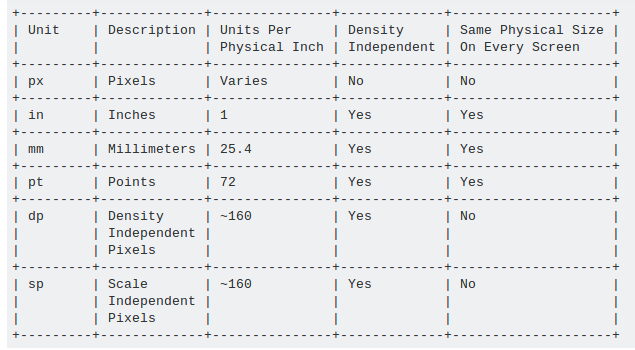 +---------+-------------+---------------+-------------+--------------------+
| Unit    | Description | Units Per     | Density     | Same Physical Size |
|         |             | Physical Inch | Independent | On Every Screen    |
+---------+-------------+---------------+-------------+--------------------+
| px      | Pixels      | Varies        | No          | No                 |
+---------+-------------+---------------+-------------+--------------------+
| in      | Inches      | 1             | Yes         | Yes                |
+---------+-------------+---------------+-------------+--------------------+
| mm      | Millimeters | 25.4          | Yes         | Yes                |
+---------+-------------+---------------+-------------+--------------------+
| pt      | Points      | 72            | Yes         | Yes                |
+---------+-------------+---------------+-------------+--------------------+
| dp      | Density     | ~160          | Yes         | No                 |
|         | Independent |               |             |                    |
|         | Pixels      |               |             |                    |
+---------+-------------+---------------+-------------+--------------------+
| sp      | Scale       | ~160          | Yes         | No                 |
|         | Independent |               |             |                    |
|         | Pixels      |               |             |                    |
+---------+-------------+---------------+-------------+--------------------+